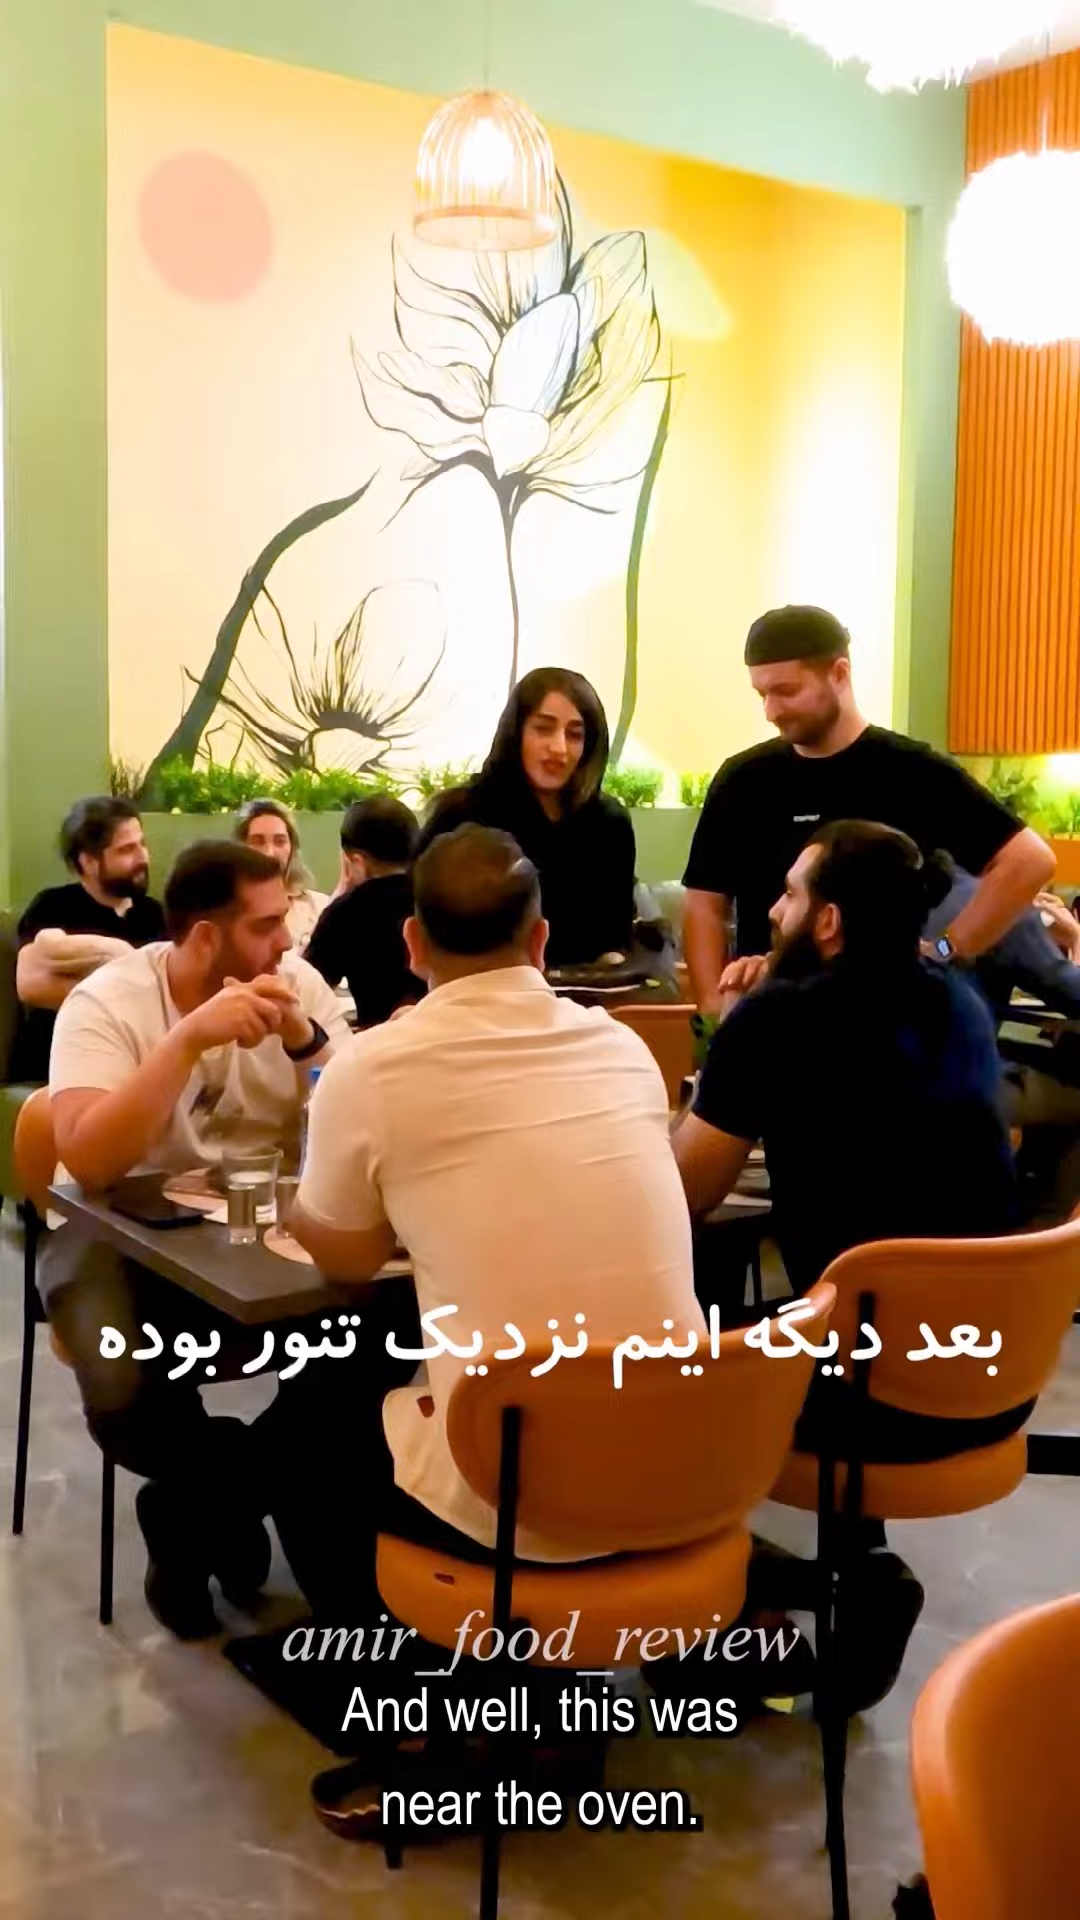 بعد دیگه اینم نزدیک تنور بوده
amir_food_review
And well, this was
near the oven.